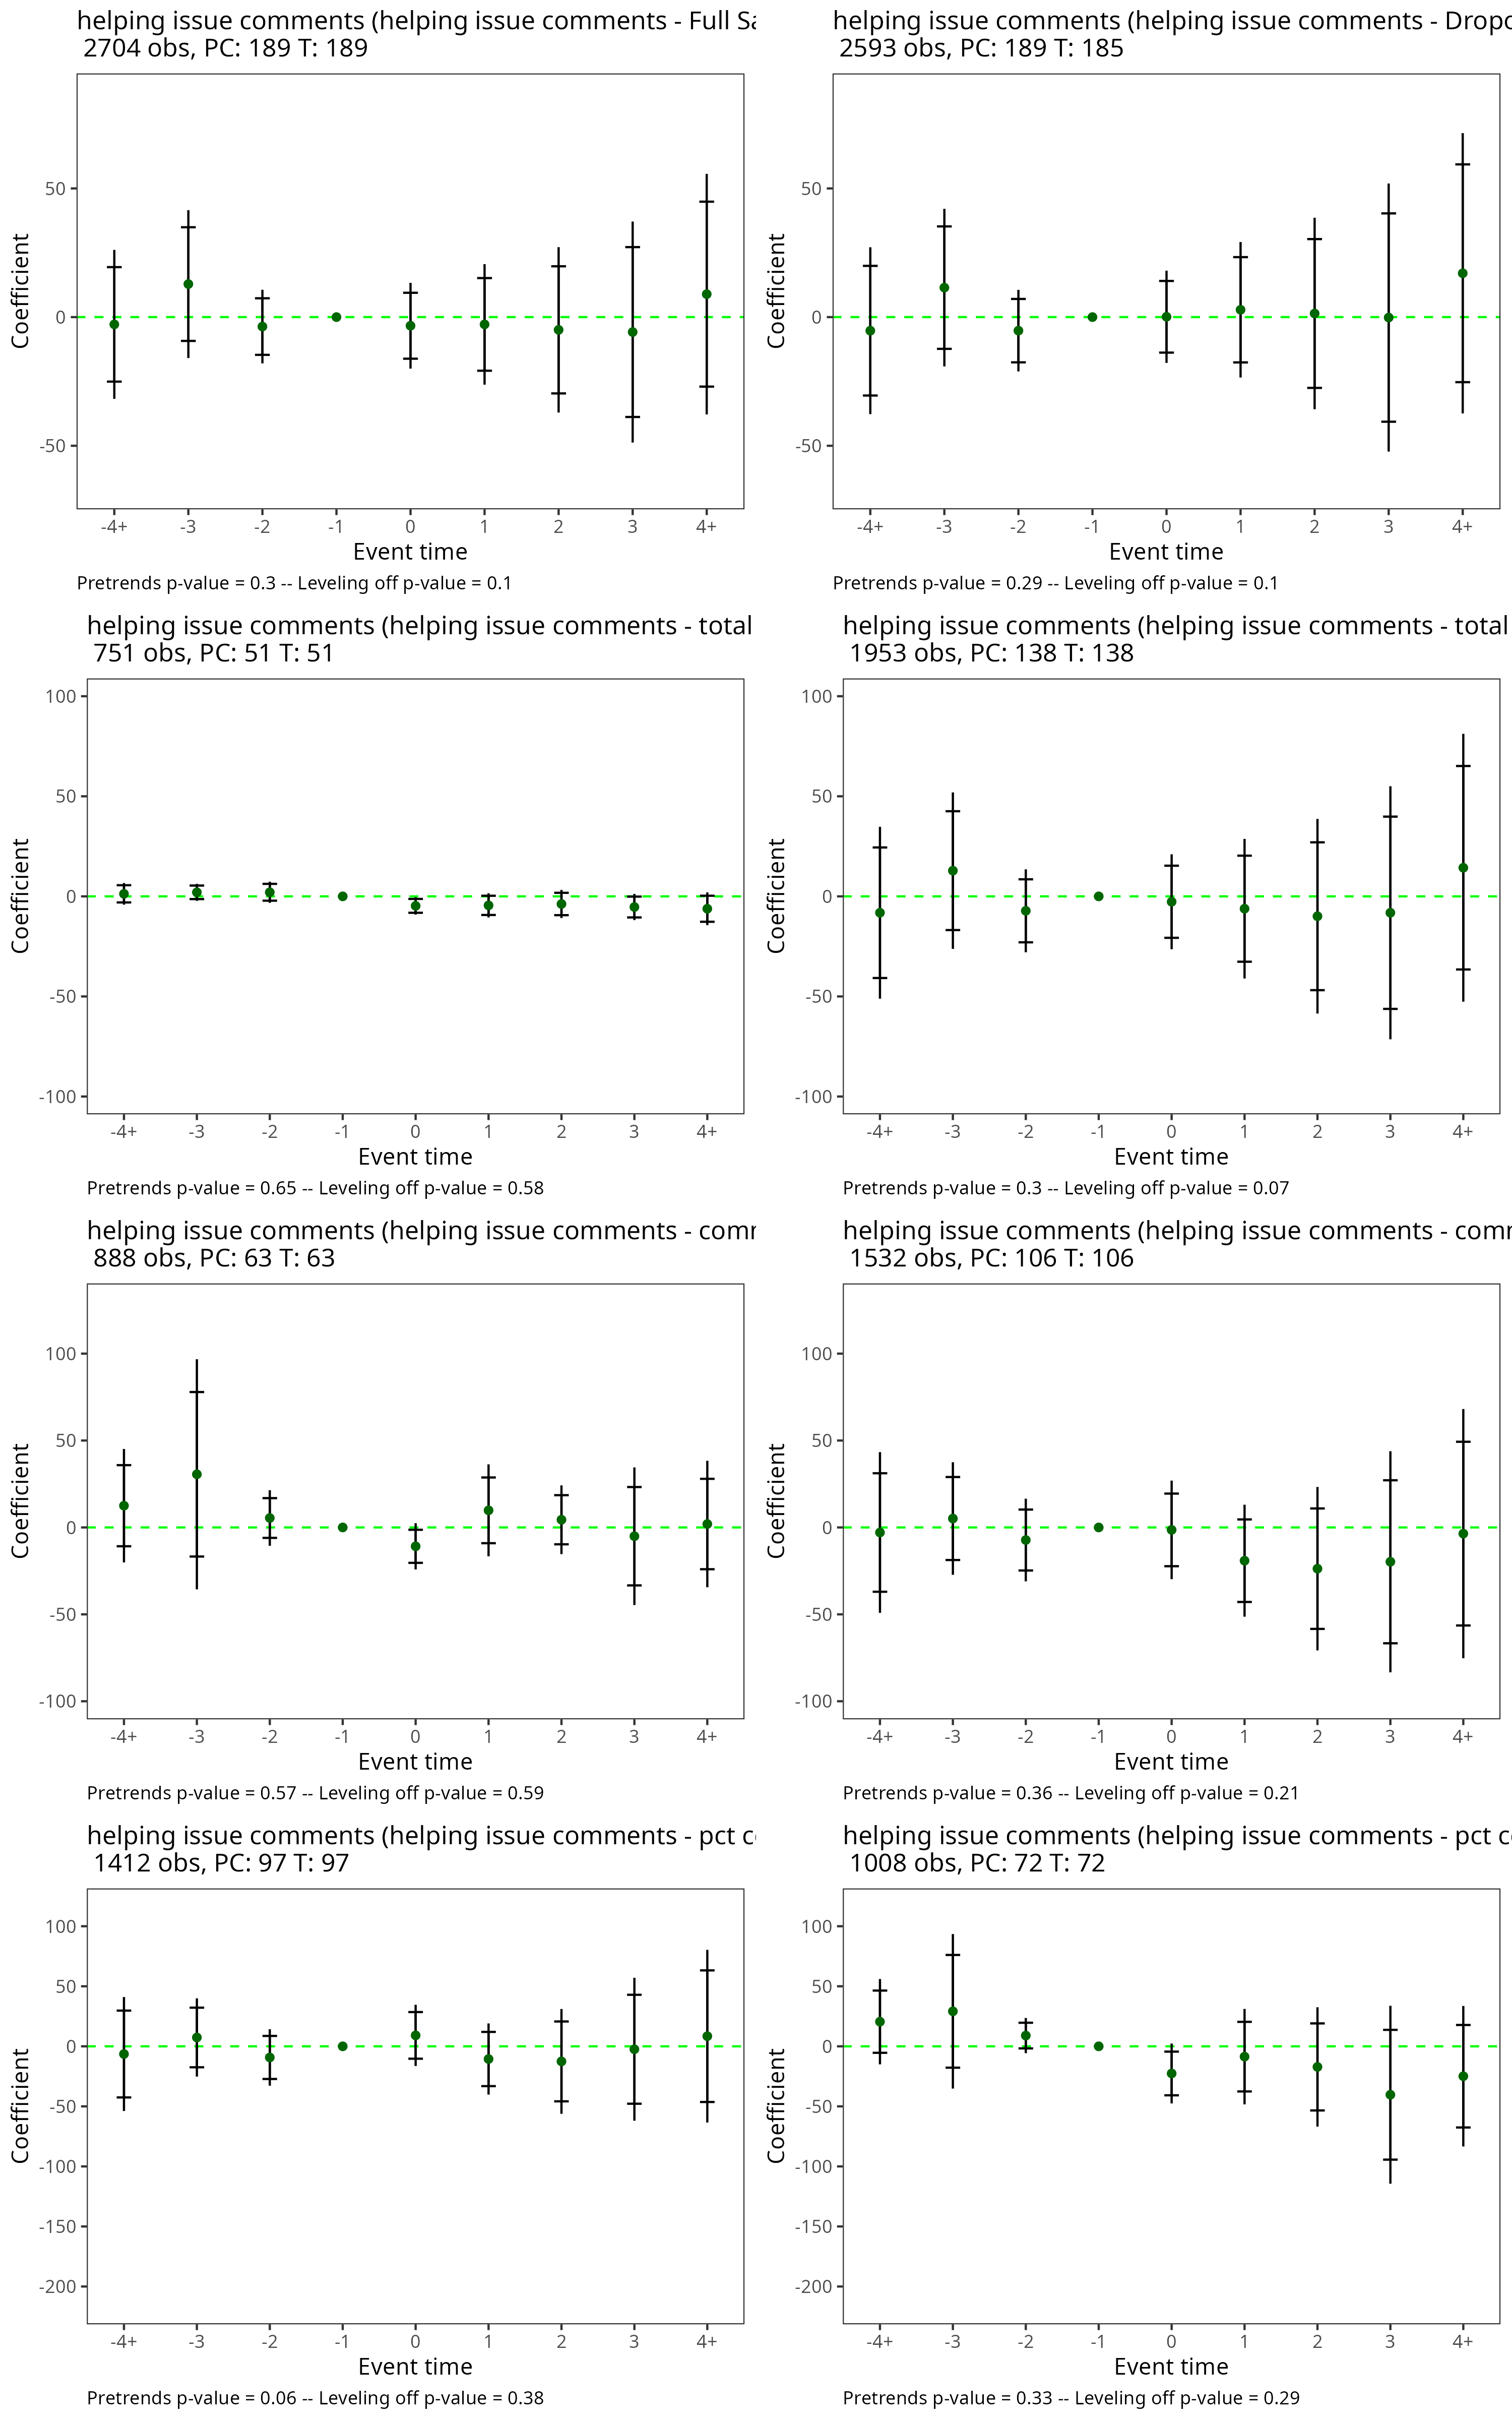 helping issue comments (helping issue comments - Full Sa
2704 obs, PC: 189 T: 189
Coefficient
50
0
-50
-4+ -3 -2 -1 0 1 2 3 4+
Event time
Pretrends p-value = 0.3 -- Leveling off p-value = 0.1
helping issue comments (helping issue comments - Dropo
2593 obs, PC: 189 T: 185
Coefficient
50
0
-50
-4+ -3 -2 -1 0 1 2 3 4+
Event time
Pretrends p-value = 0.29 -- Leveling off p-value = 0.1
helping issue comments (helping issue comments - total
751 obs, PC: 51 T: 51
Coefficient
100
50
0
-50
-100
-4+ -3 -2 -1 0 1 2 3 4+
Event time
Pretrends p-value = 0.65 -- Leveling off p-value = 0.58
helping issue comments (helping issue comments - total
1953 obs, PC: 138 T: 138
Coefficient
100
50
0
-50
-100
-4+ -3 -2 -1 0 1 2 3 4+
Event time
Pretrends p-value = 0.3 -- Leveling off p-value = 0.07
helping issue comments (helping issue comments - comm
888 obs, PC: 63 T: 63
Coefficient
100
50
0
-50
-100
-4+ -3 -2 -1 0 1 2 3 4+
Event time
Pretrends p-value = 0.57 -- Leveling off p-value = 0.59
helping issue comments (helping issue comments - comm
1532 obs, PC: 106 T: 106
Coefficient
100
50
0
-50
-100
-4+ -3 -2 -1 0 1 2 3 4+
Event time
Pretrends p-value = 0.36 -- Leveling off p-value = 0.21
helping issue comments (helping issue comments - pct co
1412 obs, PC: 97 T: 97
Coefficient
100
50
0
-50
-100
-150
-200
-4+ -3 -2 -1 0 1 2 3 4+
Event time
Pretrends p-value = 0.06 -- Leveling off p-value = 0.38
helping issue comments (helping issue comments - pct co
1008 obs, PC: 72 T: 72
Coefficient
100
50
0
-50
-100
-150
-200
-4+ -3 -2 -1 0 1 2 3 4+
Event time
Pretrends p-value = 0.33 -- Leveling off p-value = 0.29